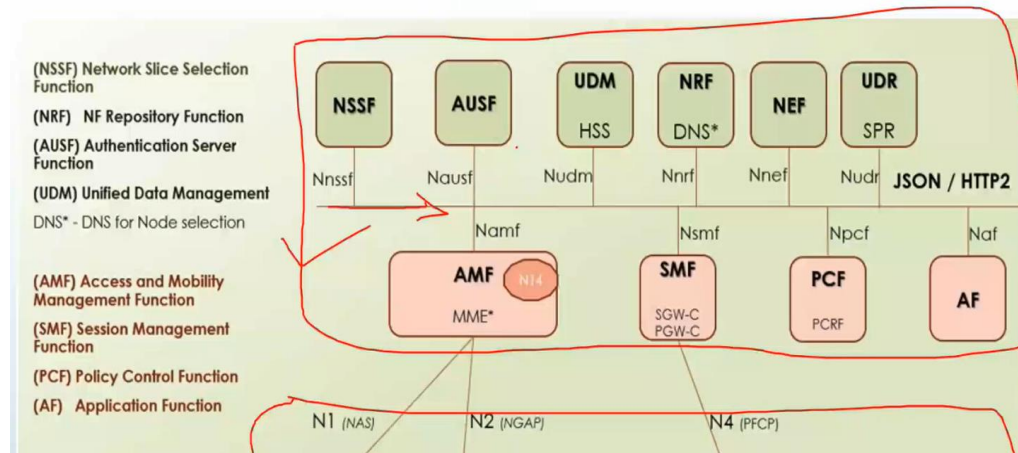 (NSSF) Network Slice Selection
Function
(NRF) NF Repository Function
(AUSF) Authentication Server
Function
(UDM) Unified Data Management
DNS* - DNS for Node selection
(AMF) Access and Mobility
Management Function
(SMF) Session Management
Function
(PCF) Policy Control Function
(AF) Application Function
NSSF
AUSF
UDM
HSS
NRF
DNS*
NEF
UDR
SPR
Nnssf
Nausf
Nudm
Nnrf
Nnef
Nudr
JSON / HTTP2
Namf
Nsmf
Npcf
Naf
AMF
N14
MME*
SMF
SGW-C
PGW-C
PCF
PCRF
AF
N1 (NAS)
N2 (NGAP)
N4 (PFCP)